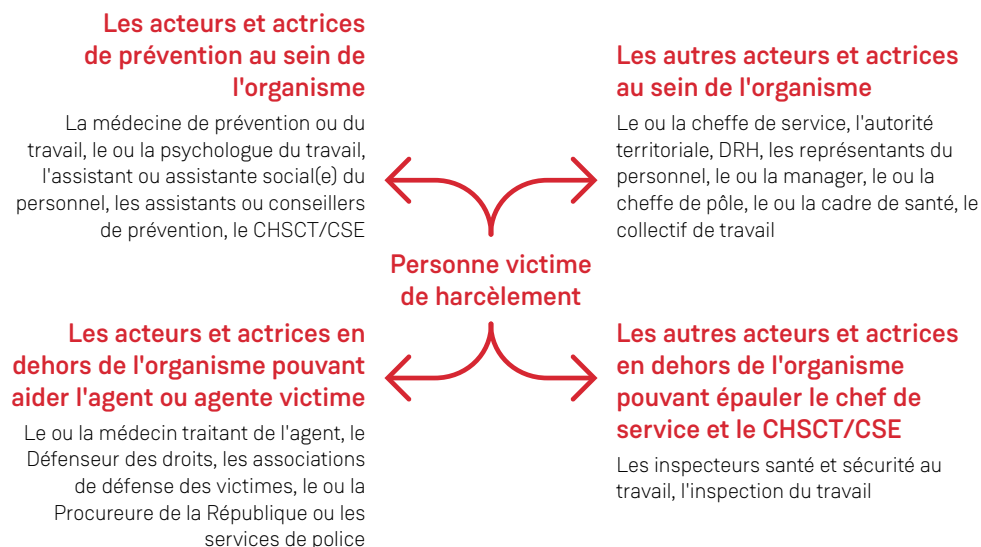 Les acteurs et actrices
de prévention au sein de
l'organisme
La médecine de prévention ou du
travail, le ou la psychologue du travail,
l'assistant ou assistante social(e) du
personnel, les assistants ou conseillers
de prévention, le CHSCT/CSE
Les autres acteurs et actrices
au sein de l'organisme
Le ou la cheffe de service, l'autorité
territoriale, DRH, les représentants du
personnel, le ou la manager, le ou la
cheffe de pôle, le ou la cadre de santé, le
collectif de travail
Personne victime
de harcèlement
Les acteurs et actrices en
dehors de l'organisme pouvant
aider l'agent ou agente victime
Le ou la médecin traitant de l'agent, le
Défenseur des droits, les associations
de défense des victimes, le ou la
Procureure de la République ou les
services de police
Les autres acteurs et actrices
en dehors de l'organisme
pouvant épauler le chef de
service et le CHSCT/CSE
Les inspecteurs santé et sécurité au
travail, l'inspection du travail